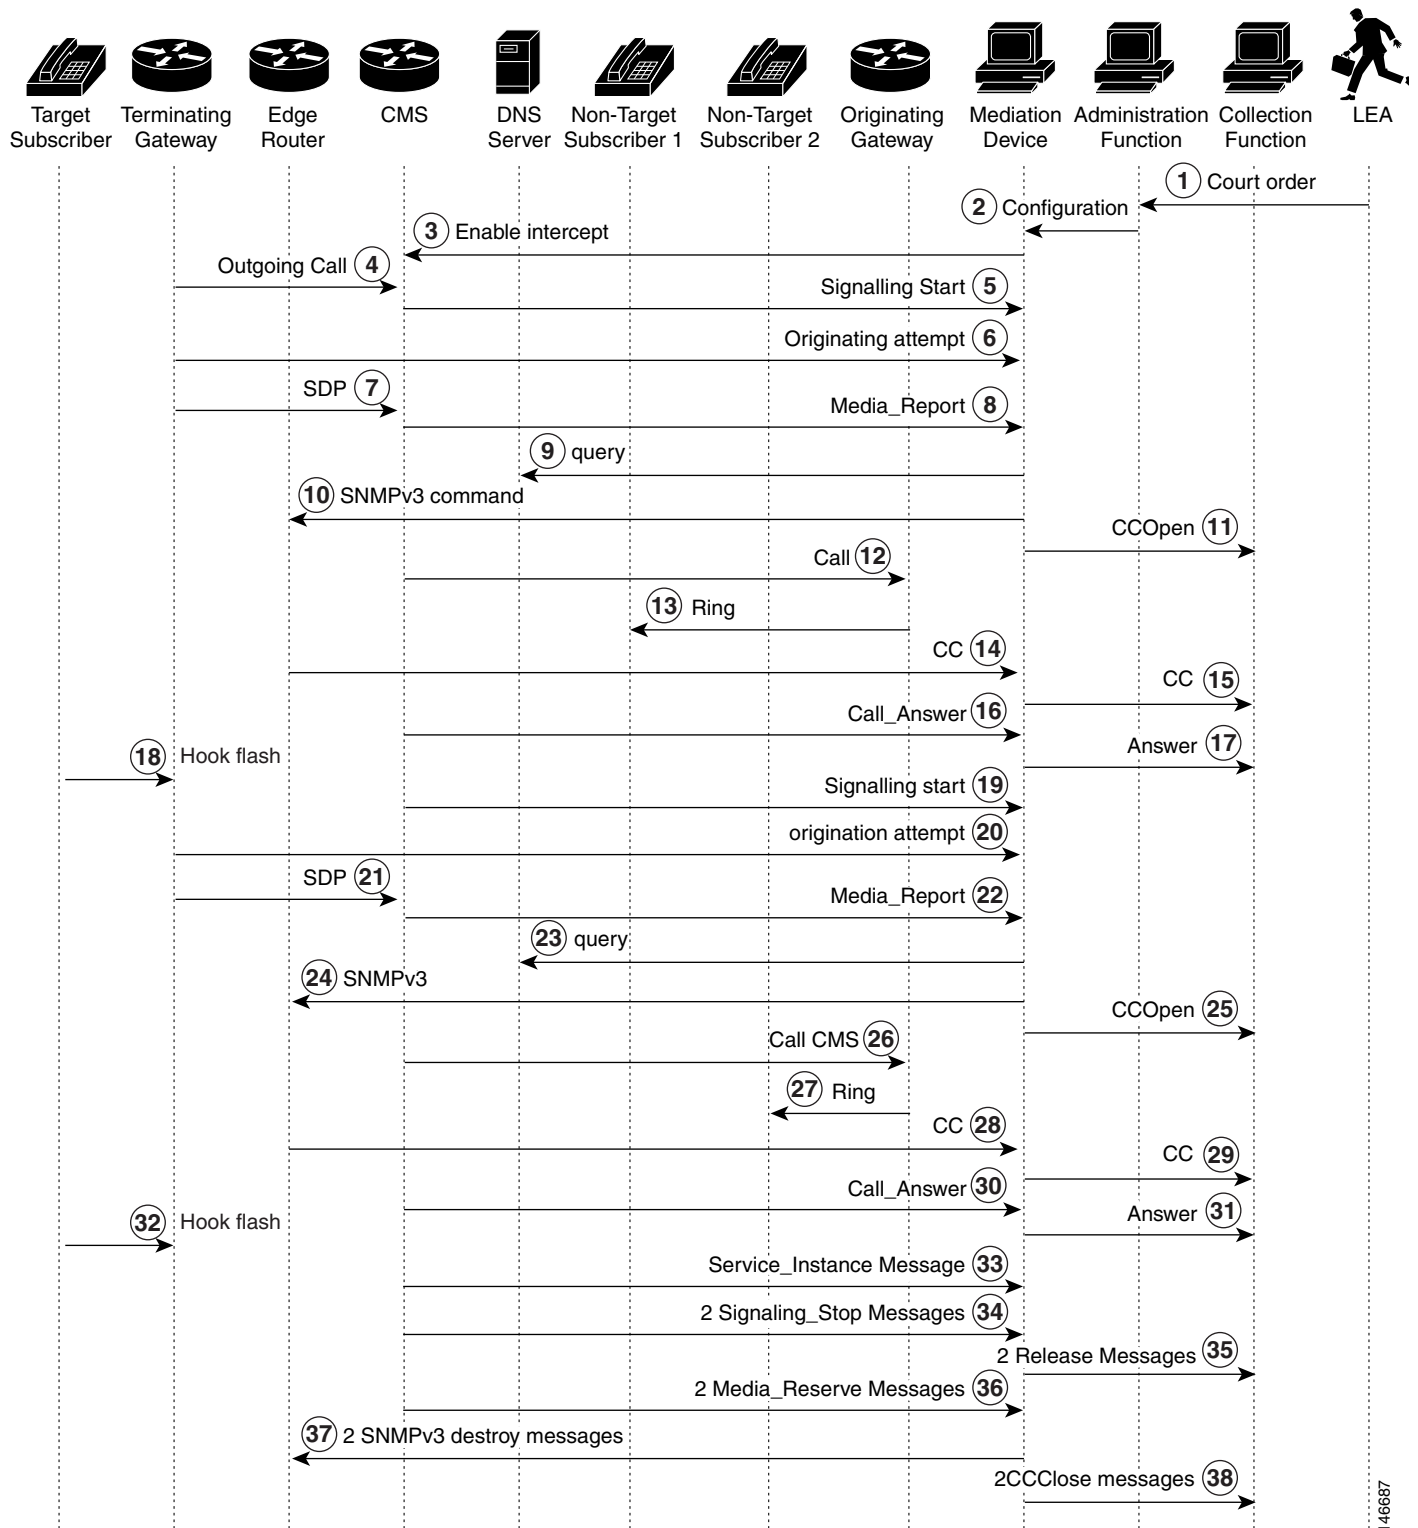 Target Subscriber
Terminating Gateway
Edge Router
CMS
DNS Server
Non-Target Subscriber 1
Non-Target Subscriber 2
Originating Gateway
Mediation Device
Administration Function
Collection Function
LEA
1 Court order
2 Configuration
3 Enable intercept
Outgoing Call 4
Signalling Start 5
Originating attempt 6
SDP 7
Media_Report 8
9 query
10 SNMPv3 command
CCOpen 11
Call 12
13 Ring
CC 14
CC 15
Call_Answer 16
Answer 17
18 Hook flash
Signalling start 19
origination attempt 20
SDP 21
Media_Report 22
23 query
24 SNMPv3
CCOpen 25
Call CMS 26
27 Ring
CC 28
CC 29
Call_Answer 30
Answer 31
32 Hook flash
Service_Instance Message 33
2 Signaling_Stop Messages 34
2 Release Messages 35
2 Media_Reserve Messages 36
37 2 SNMPv3 destroy messages
2CCClose messages 38
146687